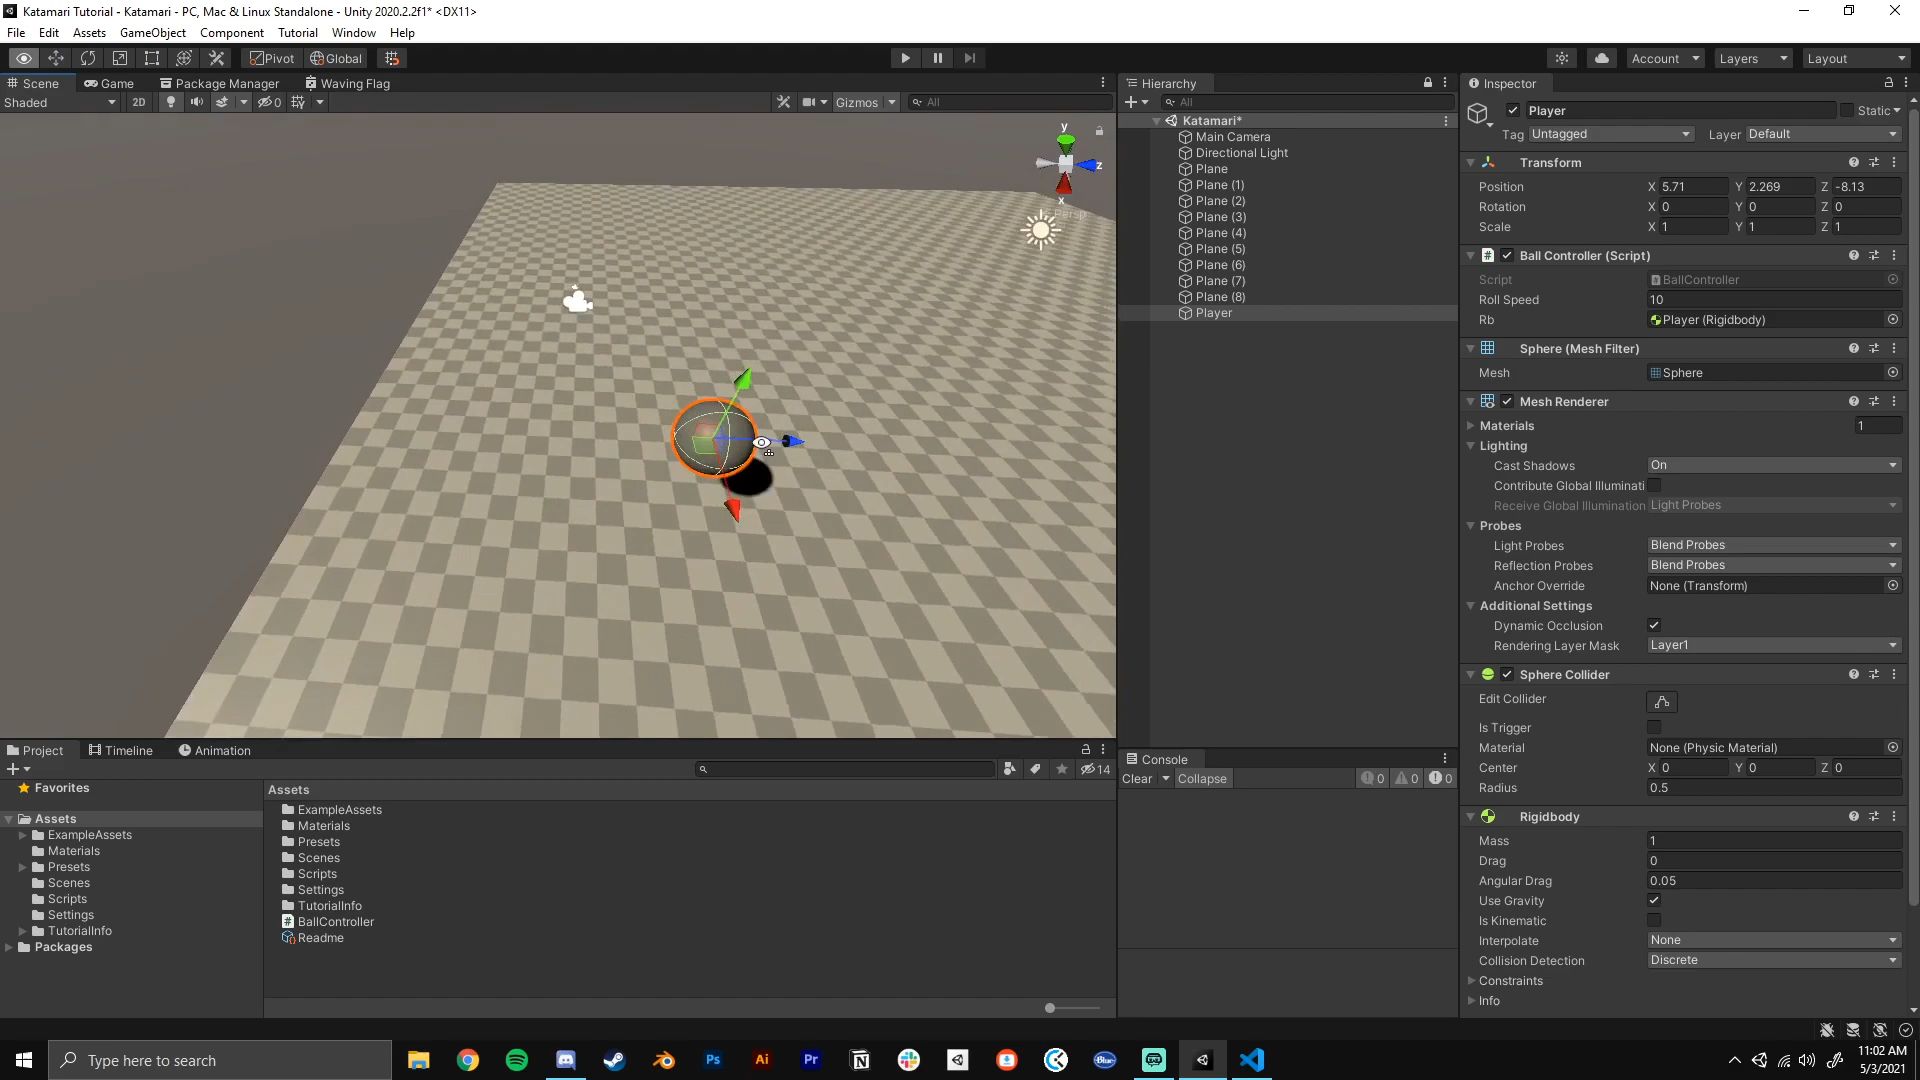 Katamari Tutorial - Katamari - PC, Mac & Linux Standalone - Unity 2020.2.2f1* <DX11>
File Edit Assets GameObject Component Tutorial Window Help
Pivot Global
Account Layers Layout
Scene Game Package Manager Waving Flag
Shaded 2D 0 Gizmos All
y
z
x
Persp
Hierarchy
All
Katamari*
Main Camera
Directional Light
Plane
Plane (1)
Plane (2)
Plane (3)
Plane (4)
Plane (5)
Plane (6)
Plane (7)
Plane (8)
Player
Inspector
Player Static
Tag Untagged Layer Default
Transform
Position X 5.71 Y 2.269 Z -8.13
Rotation X 0 Y 0 Z 0
Scale X 1 Y 1 Z 1
# Ball Controller (Script)
Script BallController
Roll Speed 10
Rb Player (Rigidbody)
Sphere (Mesh Filter)
Mesh Sphere
Mesh Renderer
Materials 1
Lighting
Cast Shadows On
Contribute Global Illuminati
Receive Global Illumination Light Probes
Probes
Light Probes Blend Probes
Reflection Probes Blend Probes
Anchor Override None (Transform)
Additional Settings
Dynamic Occlusion
Rendering Layer Mask Layer1
Sphere Collider
Edit Collider
Is Trigger
Material None (Physic Material)
Center X 0 Y 0 Z 0
Radius 0.5
Rigidbody
Mass 1
Drag 0
Angular Drag 0.05
Use Gravity
Is Kinematic
Interpolate None
Collision Detection Discrete
Constraints
Info
Project Timeline Animation
14
Favorites
Assets
ExampleAssets
Materials
Presets
Scenes
Scripts
Settings
TutorialInfo
Packages
Assets
ExampleAssets
Materials
Presets
Scenes
Scripts
Settings
TutorialInfo
# BallController
Readme
Console
Clear Collapse 0 0 0
Type here to search
Ps Ai Pr N Blue
11:02 AM
5/3/2021